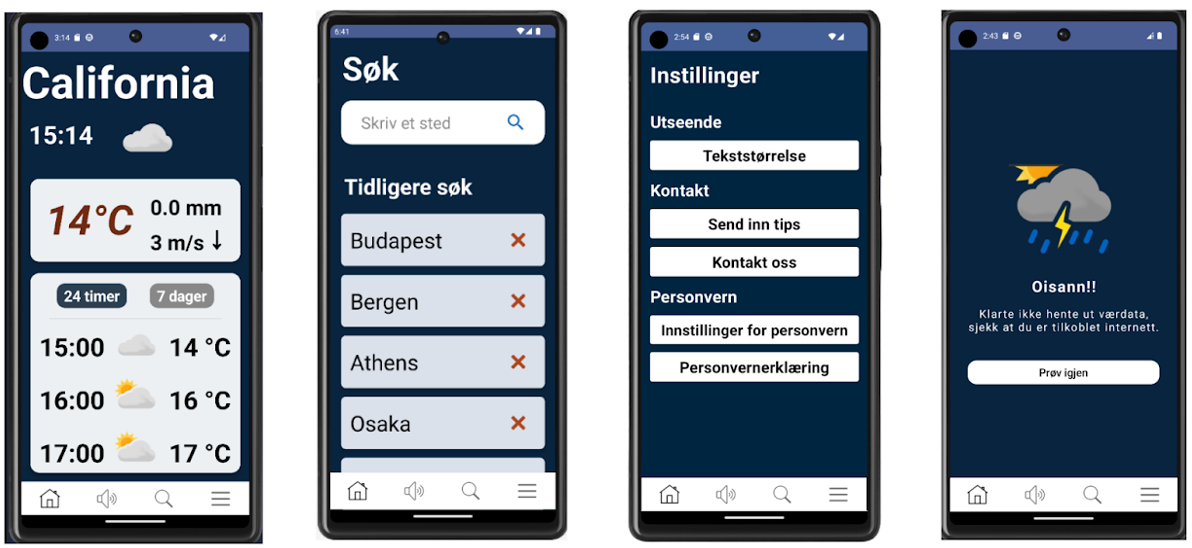 3:14
California
15:14
14°C
0.0 mm
3 m/s ↓
24 timer
7 dager
15:00 14 °C
16:00 16 °C
17:00 17 °C
6:41
Søk
Skriv et sted
Tidligere søk
Budapest ×
Bergen ×
Athens ×
Osaka ×
2:54
Instillinger
Utseende
Tekststørrelse
Kontakt
Send inn tips
Kontakt oss
Personvern
Innstillinger for personvern
Personvernerklæring
2:43
Oisann!!
Klarte ikke hente ut værdata,
sjekk at du er tilkoblet internett.
Prøv igjen